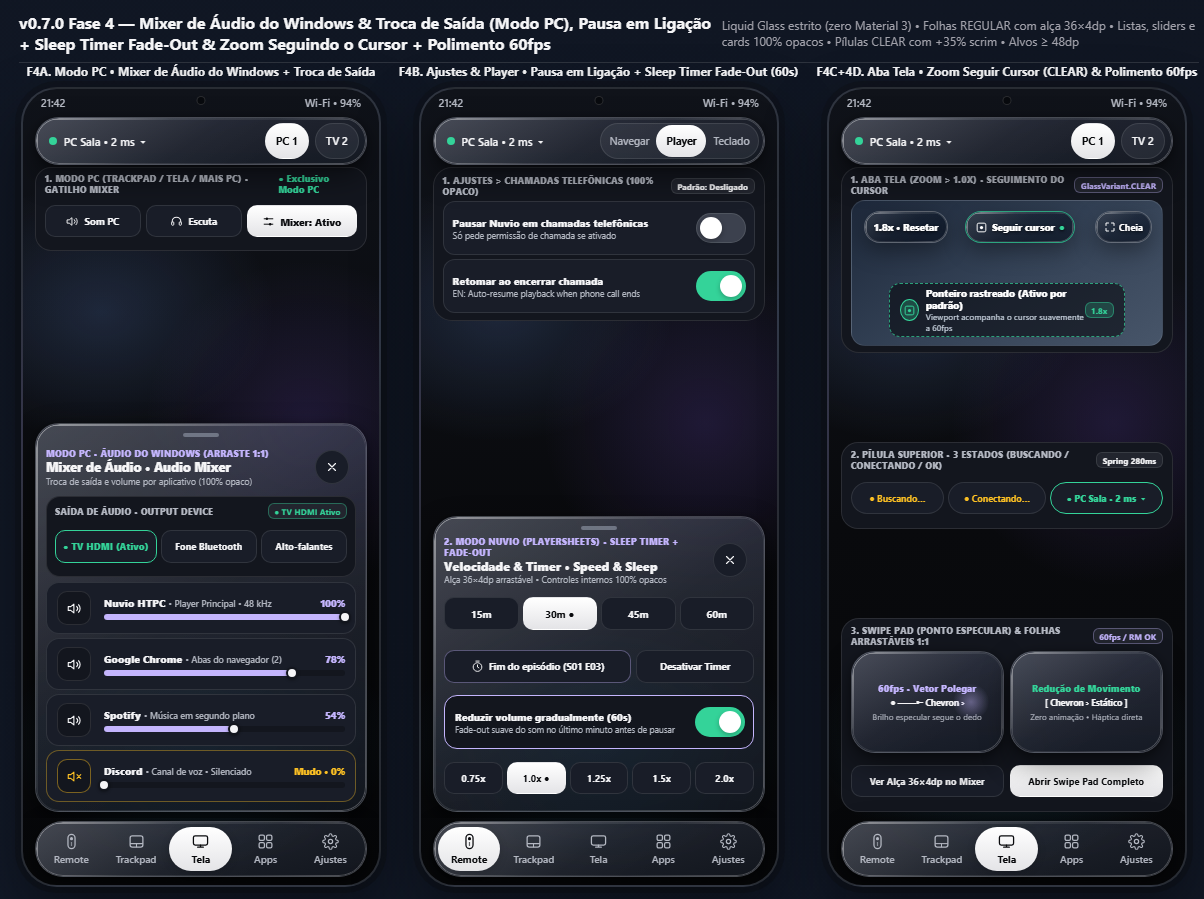 v0.7.0 Fase 4 — Mixer de Áudio do Windows & Troca de Saída (Modo PC), Pausa em Ligação
+ Sleep Timer Fade-Out & Zoom Seguindo o Cursor + Polimento 60fps
Liquid Glass estrito (zero Material 3) • Folhas REGULAR com alça 36×4dp • Listas, sliders e
cards 100% opacos • Pílulas CLEAR com +35% scrim • Alvos ≥ 48dp
F4A. Modo PC • Mixer de Áudio do Windows + Troca de Saída
21:42
Wi-Fi • 94%
PC Sala • 2 ms
PC 1
TV 2
1. MODO PC (TRACKPAD / TELA / MAIS PC) -
GATILHO MIXER
• Exclusivo
Modo PC
Som PC
Escuta
Mixer: Ativo
MODO PC - ÁUDIO DO WINDOWS (ARRASTE 1:1)
Mixer de Áudio • Audio Mixer
Troca de saída e volume por aplicativo (100% opaco)
SAÍDA DE ÁUDIO - OUTPUT DEVICE
• TV HDMI Ativo
• TV HDMI (Ativo)
Fone Bluetooth
Alto-falantes
Nuvio HTPC • Player Principal • 48 kHz
100%
Google Chrome • Abas do navegador (2)
78%
Spotify • Música em segundo plano
54%
Discord • Canal de voz • Silenciado
Mudo • 0%
Remote
Trackpad
Tela
Apps
Ajustes
F4B. Ajustes & Player • Pausa em Ligação + Sleep Timer Fade-Out (60s)
21:42
Wi-Fi • 94%
PC Sala • 2 ms
Navegar
Player
Teclado
1. AJUSTES > CHAMADAS TELEFÔNICAS (100%
OPACO)
Padrão: Desligado
Pausar Nuvio em chamadas telefônicas
Só pede permissão de chamada se ativado
Retomar ao encerrar chamada
EN: Auto-resume playback when phone call ends
2. MODO NUVIO (PLAYERSHEETS) - SLEEP TIMER +
FADE-OUT
Velocidade & Timer • Speed & Sleep
Alça 36×4dp arrastável • Controles internos 100% opacos
15m
30m •
45m
60m
Fim do episódio (S01 E03)
Desativar Timer
Reduzir volume gradualmente (60s)
Fade-out suave do som no último minuto antes de pausar
0.75x
1.0x •
1.25x
1.5x
2.0x
Remote
Trackpad
Tela
Apps
Ajustes
F4C+4D. Aba Tela • Zoom Seguir Cursor (CLEAR) & Polimento 60fps
21:42
Wi-Fi • 94%
PC Sala • 2 ms
PC 1
TV 2
1. ABA TELA (ZOOM > 1.0X) - SEGUIMENTO DO
CURSOR
GlassVariant.CLEAR
1.8x • Resetar
Seguir cursor •
Cheia
Ponteiro rastreado (Ativo por
padrão)
Viewport acompanha o cursor suavemente
a 60fps
1.8x
2. PÍLULA SUPERIOR - 3 ESTADOS (BUSCANDO /
CONECTANDO / OK)
Spring 280ms
• Buscando...
• Conectando...
• PC Sala - 2 ms
3. SWIPE PAD (PONTO ESPECULAR) & FOLHAS
ARRASTÁVEIS 1:1
60fps / RM OK
60fps - Vetor Polegar
Chevron ›
Brilho especular segue o dedo
Redução de Movimento
[ Chevron › Estático ]
Zero animação • Háptica direta
Ver Alça 36×4dp no Mixer
Abrir Swipe Pad Completo
Remote
Trackpad
Tela
Apps
Ajustes